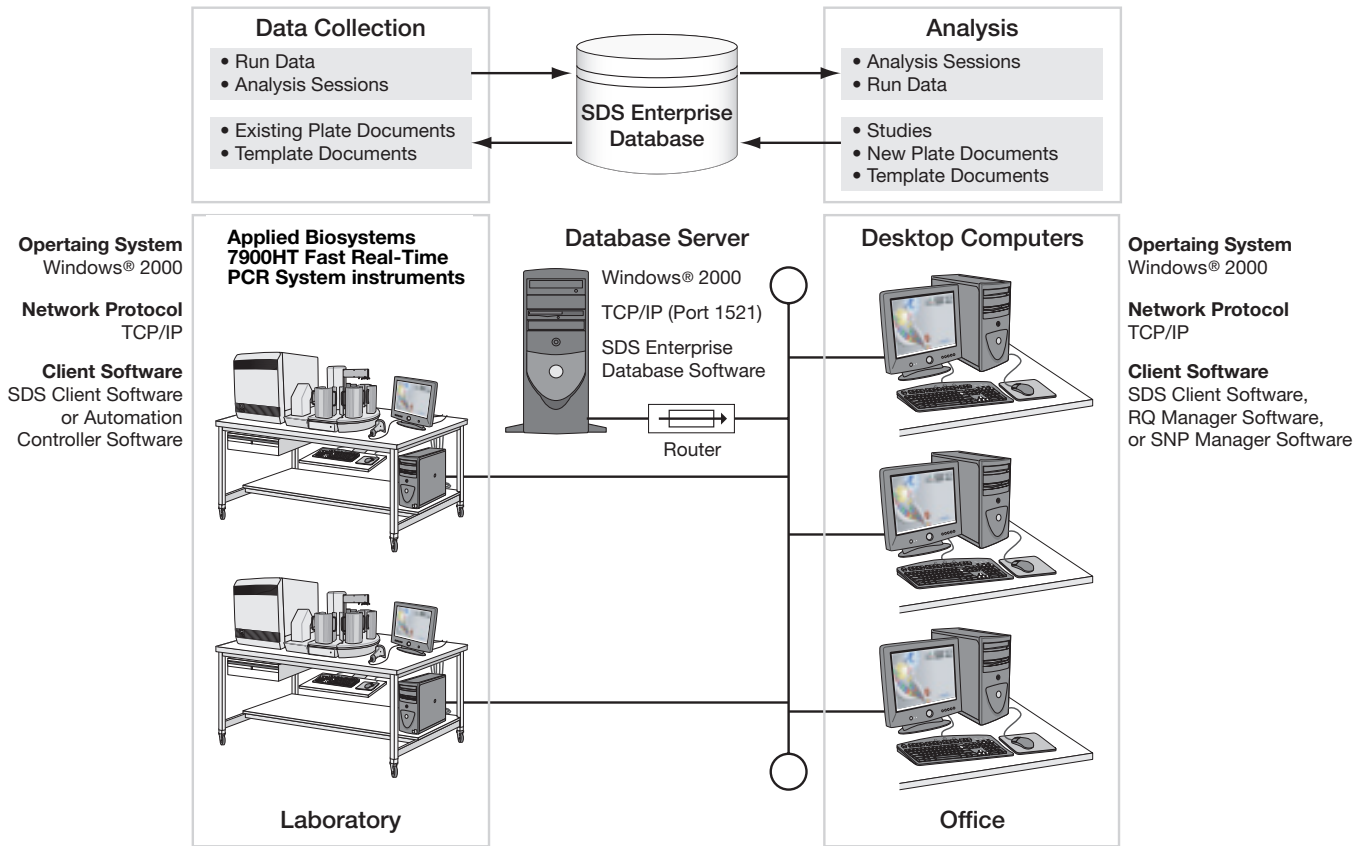 Data Collection
• Run Data
• Analysis Sessions
• Existing Plate Documents
• Template Documents
SDS Enterprise
Database
Analysis
• Analysis Sessions
• Run Data
• Studies
• New Plate Documents
• Template Documents
Opertaing System
Windows® 2000
Network Protocol
TCP/IP
Client Software
SDS Client Software
or Automation
Controller Software
Applied Biosystems
7900HT Fast Real-Time
PCR System instruments
Laboratory
Database Server
Windows® 2000
TCP/IP (Port 1521)
SDS Enterprise
Database Software
Router
Desktop Computers
Office
Opertaing System
Windows® 2000
Network Protocol
TCP/IP
Client Software
SDS Client Software,
RQ Manager Software,
or SNP Manager Software